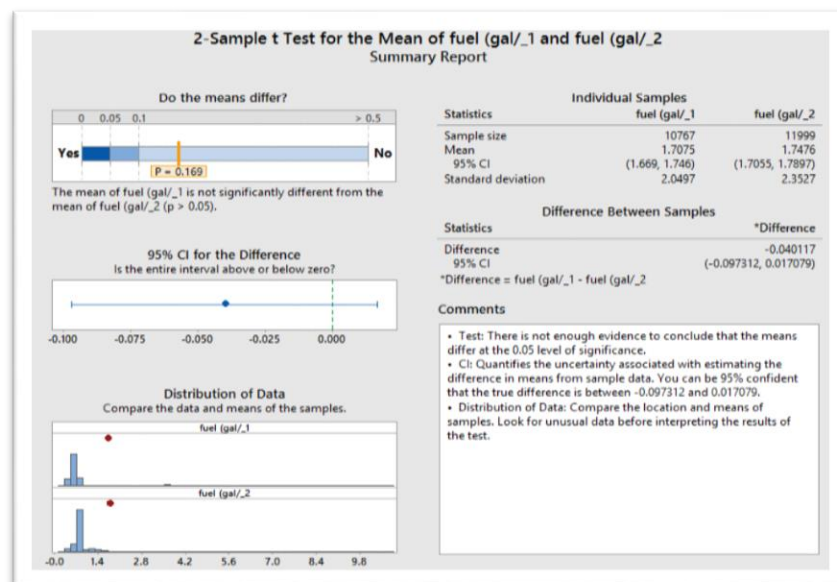 2-Sample t Test for the Mean of fuel (gal/_1 and fuel (gal/_2
Summary Report
Do the means differ?
0 0.05 0.1 > 0.5
Yes No
P = 0.169
The mean of fuel (gal/_1 is not significantly different from the
mean of fuel (gal/_2 (p > 0.05).
95% CI for the Difference
Is the entire interval above or below zero?
-0.100 -0.075 -0.050 -0.025 0.000
Distribution of Data
Compare the data and means of the samples.
fuel (gal/_1
fuel (gal/_2
-0.0 1.4 2.8 4.2 5.6 7.0 8.4 9.8
Individual Samples
Statistics fuel (gal/_1 fuel (gal/_2
Sample size 10767 11999
Mean 1.7075 1.7476
95% CI (1.669, 1.746) (1.7055, 1.7897)
Standard deviation 2.0497 2.3527
Difference Between Samples
Statistics *Difference
Difference -0.040117
95% CI (-0.097312, 0.017079)
*Difference = fuel (gal/_1 - fuel (gal/_2
Comments
• Test: There is not enough evidence to conclude that the means
differ at the 0.05 level of significance.
• CI: Quantifies the uncertainty associated with estimating the
difference in means from sample data. You can be 95% confident
that the true difference is between -0.097312 and 0.017079.
• Distribution of Data: Compare the location and means of
samples. Look for unusual data before interpreting the results of
the test.